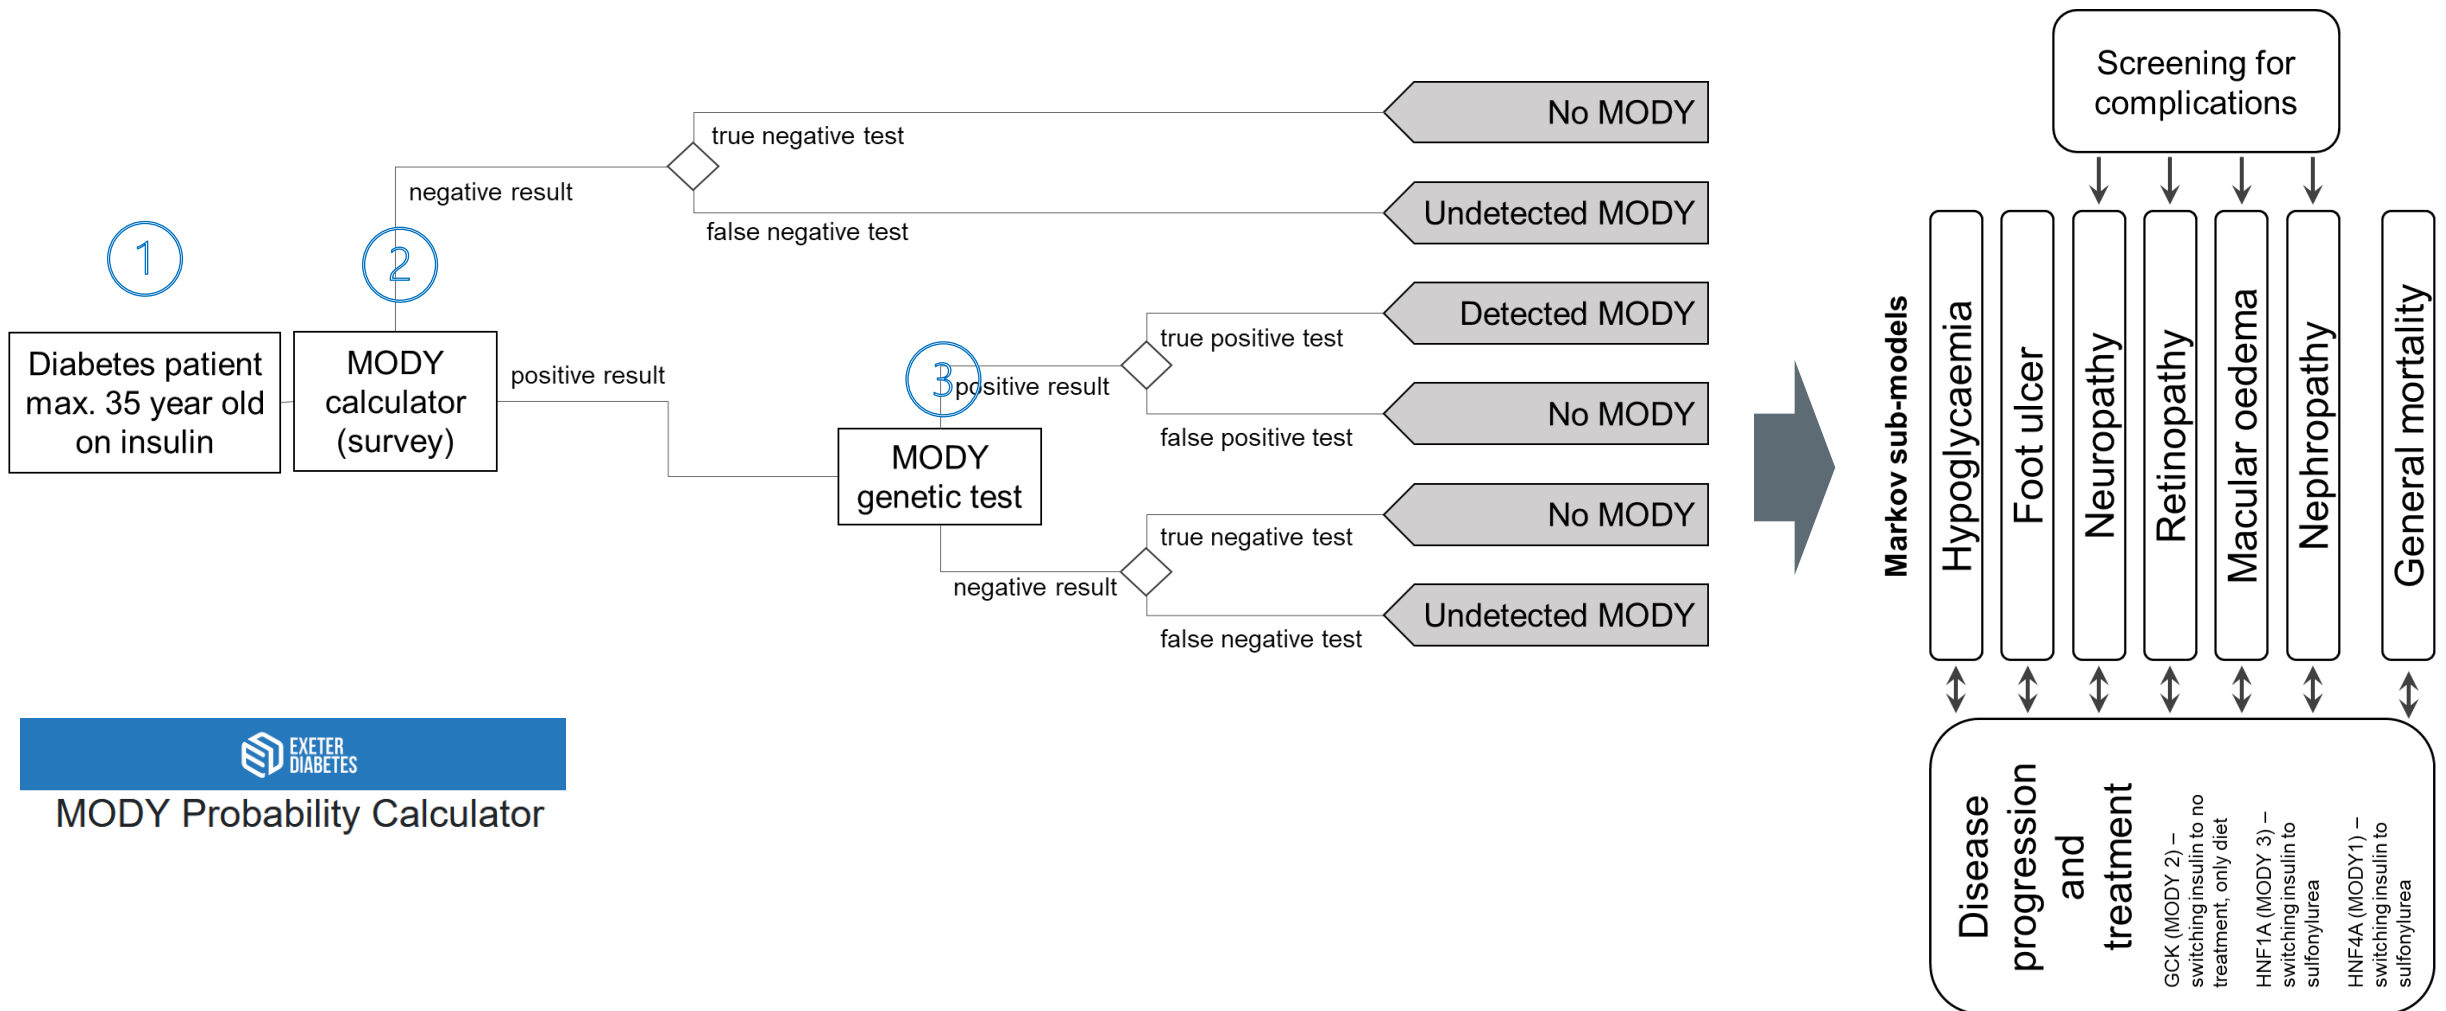 1
Diabetes patient
max. 35 year old
on insulin
2
MODY
calculator
(survey)
negative result
true negative test
false negative test
No MODY
Undetected MODY
positive result
3
MODY
genetic test
positive result
true positive test
false positive test
Detected MODY
No MODY
negative result
true negative test
false negative test
No MODY
Undetected MODY
EXETER
DIABETES
MODY Probability Calculator
Screening for
complications
Markov sub-models
Hypoglycaemia
Foot ulcer
Neuropathy
Retinopathy
Macular oedema
Nephropathy
General mortality
Disease
progression
and
treatment
GCK (MODY 2) –
switching insulin to no
treatment, only diet
HNF1A (MODY 3) –
switching insulin to
sulfonylurea
HNF4A (MODY1) –
switching insulin to
sulfonylurea